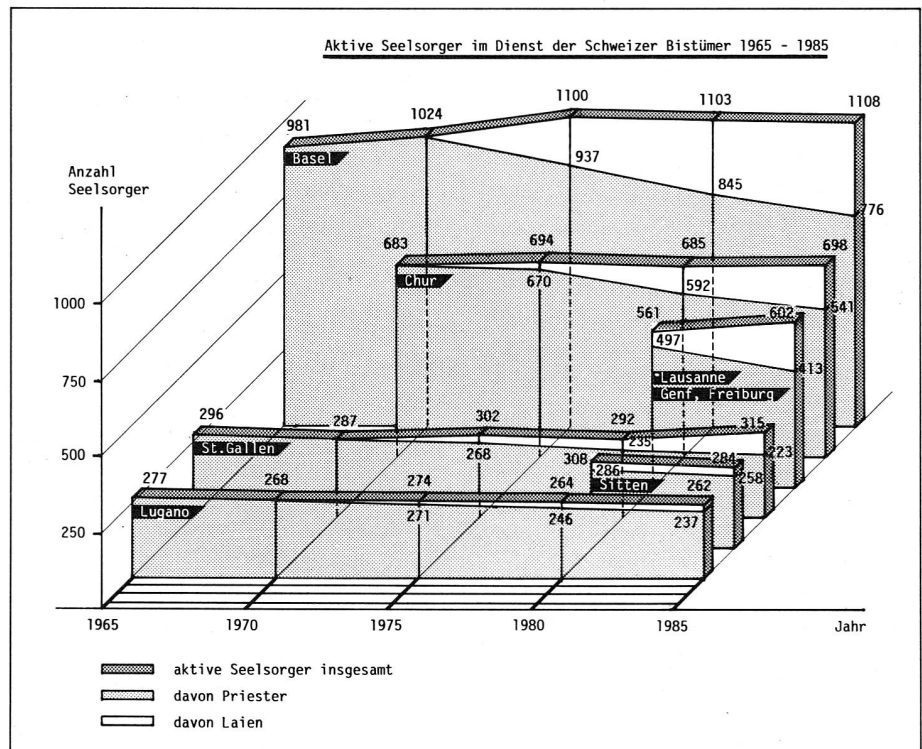 Aktive Seelsorger im Dienst der Schweizer Bistümer 1965 - 1985
1100 1103 1108
981 1024
Basel
937
845
776
Anzahl
Seelsorger
683 694 685 698
Chur
670
592
541
1000
561 602
497
413
750
Lausanne
Genf, Freiburg
500
296 287 302 292 315
St.Gallen
268 235 223
308 284
286 262 258
Sitten
277 268 274 264
Lugano
271 246 237
250
1965 1970 1975 1980 1985 Jahr
aktive Seelsorger insgesamt
davon Priester
davon Laien